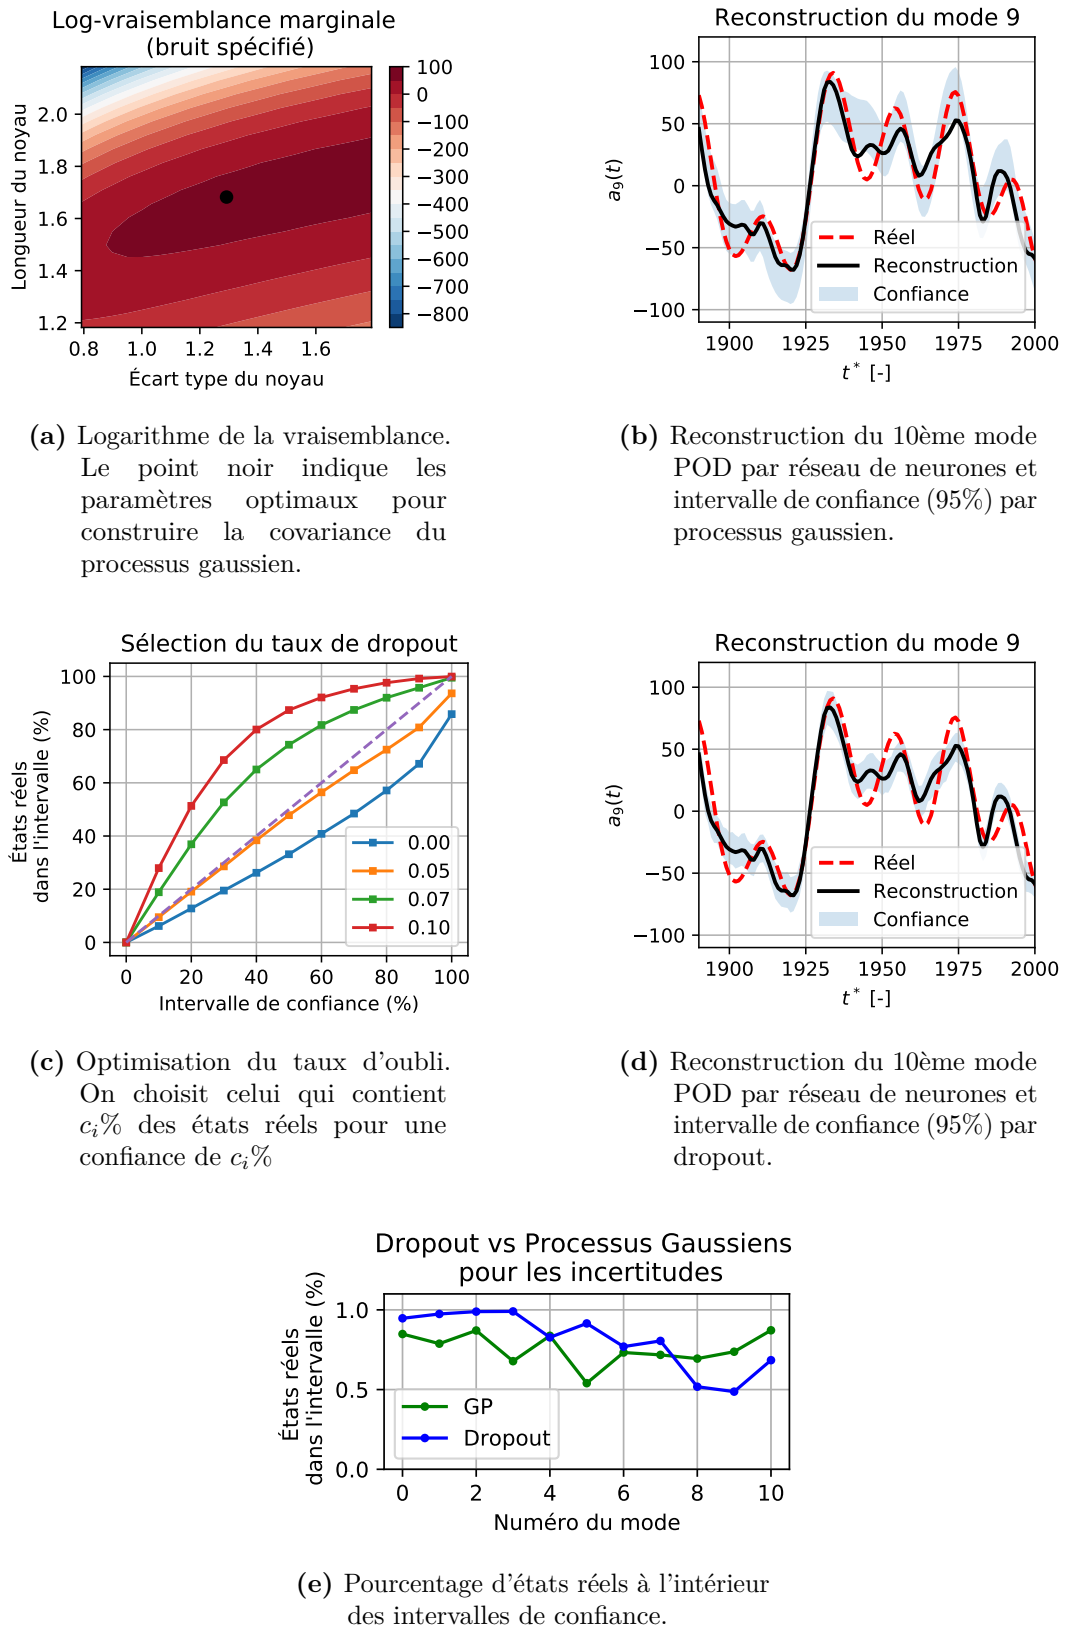 Log-vraisemblance marginale
(bruit spécifié)
Longueur du noyau
2.0
1.8
1.6
1.4
1.2
0.8 1.0 1.2 1.4 1.6
Écart type du noyau
100
0
−100
−200
−300
−400
−500
−600
−700
−800
(a) Logarithme de la vraisemblance.
Le point noir indique les
paramètres optimaux pour
construire la covariance du
processus gaussien.
Reconstruction du mode 9
a₉(t)
100
50
0
−50
−100
Réel
Reconstruction
Confiance
1900 1925 1950 1975 2000
t* [-]
(b) Reconstruction du 10ème mode
POD par réseau de neurones et
intervalle de confiance (95%) par
processus gaussien.
Sélection du taux de dropout
États réels
dans l'intervalle (%)
100
80
60
40
20
0
0.00
0.05
0.07
0.10
0 20 40 60 80 100
Intervalle de confiance (%)
(c) Optimisation du taux d'oubli.
On choisit celui qui contient
cᵢ% des états réels pour une
confiance de cᵢ%
Reconstruction du mode 9
a₉(t)
100
50
0
−50
−100
Réel
Reconstruction
Confiance
1900 1925 1950 1975 2000
t* [-]
(d) Reconstruction du 10ème mode
POD par réseau de neurones et
intervalle de confiance (95%) par
dropout.
Dropout vs Processus Gaussiens
pour les incertitudes
États réels
dans l'intervalle (%)
1.0
0.5
0.0
GP
Dropout
0 2 4 6 8 10
Numéro du mode
(e) Pourcentage d'états réels à l'intérieur
des intervalles de confiance.